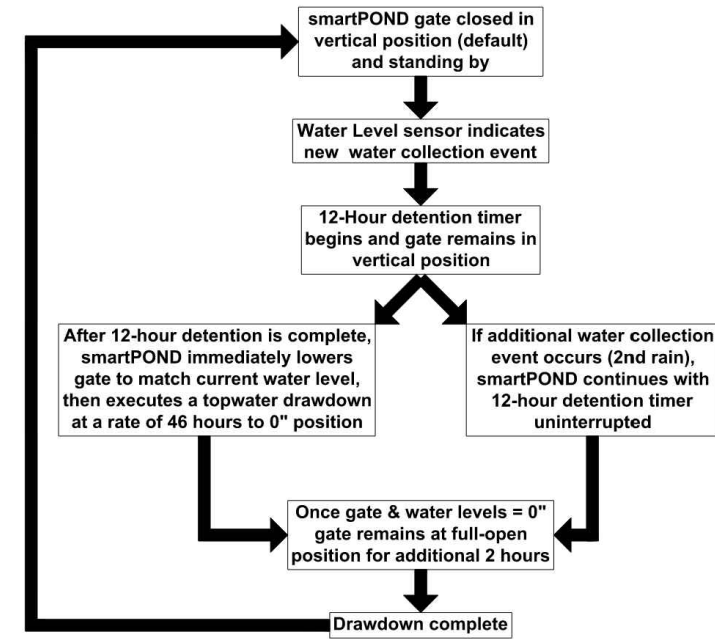 smartPOND gate closed in
vertical position (default)
and standing by
Water Level sensor indicates
new water collection event
12-Hour detention timer
begins and gate remains in
vertical position
After 12-hour detention is complete,
smartPOND immediately lowers
gate to match current water level,
then executes a topwater drawdown
at a rate of 46 hours to 0" position
If additional water collection
event occurs (2nd rain),
smartPOND continues with
12-hour detention timer
uninterrupted
Once gate & water levels = 0"
gate remains at full-open
position for additional 2 hours
Drawdown complete